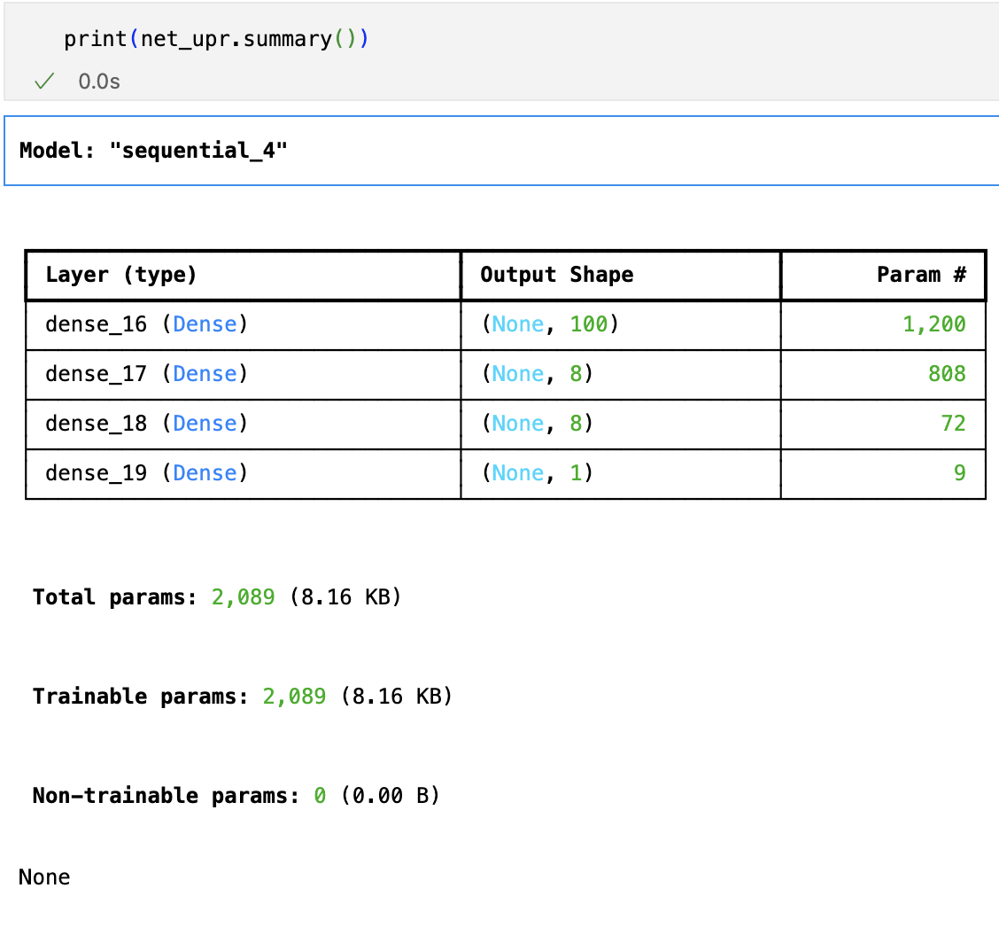 print(net_upr.summary())
✓ 0.0s
Model: "sequential_4"
Layer (type) Output Shape Param #
dense_16 (Dense) (None, 100) 1,200
dense_17 (Dense) (None, 8) 808
dense_18 (Dense) (None, 8) 72
dense_19 (Dense) (None, 1) 9
Total params: 2,089 (8.16 KB)
Trainable params: 2,089 (8.16 KB)
Non-trainable params: 0 (0.00 B)
None